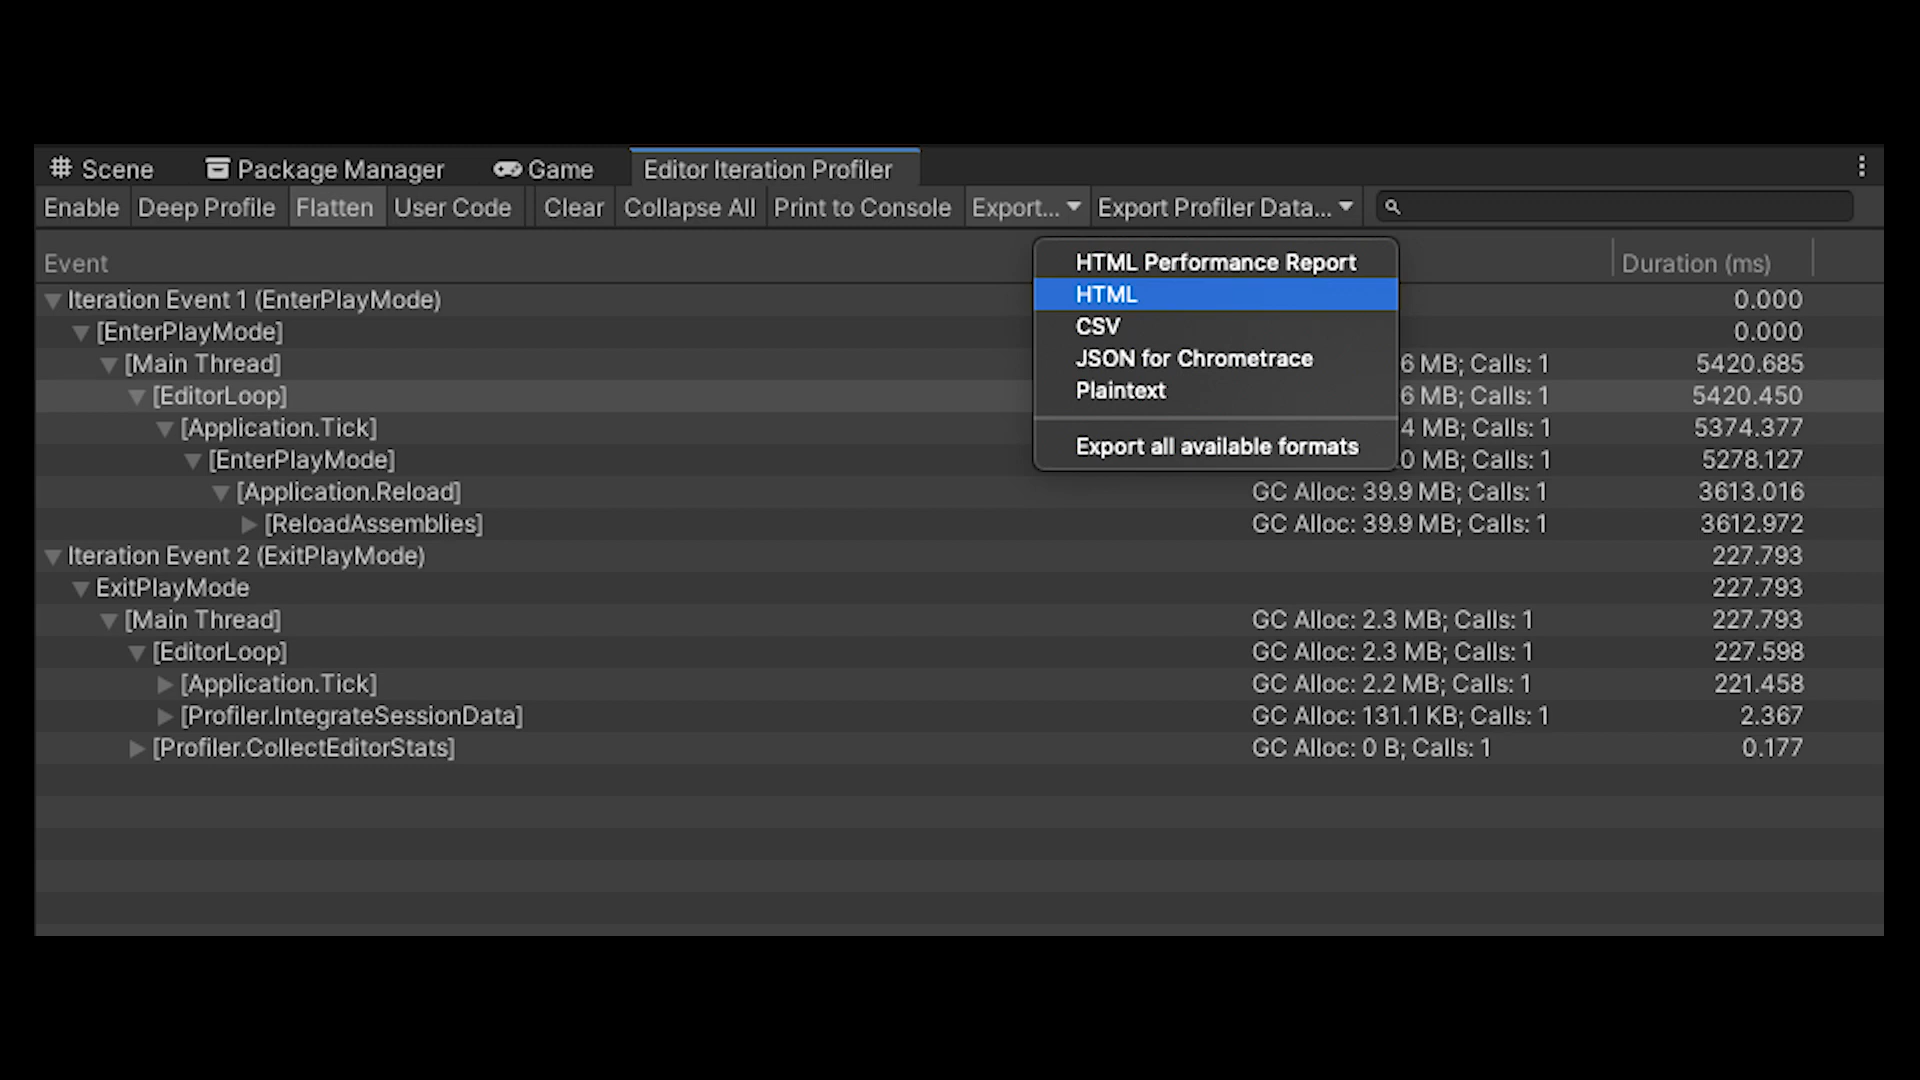 Scene Package Manager Game Editor Iteration Profiler
Enable Deep Profile Flatten User Code Clear Collapse All Print to Console Export... Export Profiler Data...
Event Duration (ms)
HTML Performance Report
HTML
CSV
JSON for Chrometrace
Plaintext
Export all available formats
Iteration Event 1 (EnterPlayMode) 0.000
[EnterPlayMode] 0.000
[Main Thread] 6 MB; Calls: 1 5420.685
[EditorLoop] 6 MB; Calls: 1 5420.450
[Application.Tick] 4 MB; Calls: 1 5374.377
[EnterPlayMode] .0 MB; Calls: 1 5278.127
[Application.Reload] GC Alloc: 39.9 MB; Calls: 1 3613.016
[ReloadAssemblies] GC Alloc: 39.9 MB; Calls: 1 3612.972
Iteration Event 2 (ExitPlayMode) 227.793
ExitPlayMode 227.793
[Main Thread] GC Alloc: 2.3 MB; Calls: 1 227.793
[EditorLoop] GC Alloc: 2.3 MB; Calls: 1 227.598
[Application.Tick] GC Alloc: 2.2 MB; Calls: 1 221.458
[Profiler.IntegrateSessionData] GC Alloc: 131.1 KB; Calls: 1 2.367
[Profiler.CollectEditorStats] GC Alloc: 0 B; Calls: 1 0.177